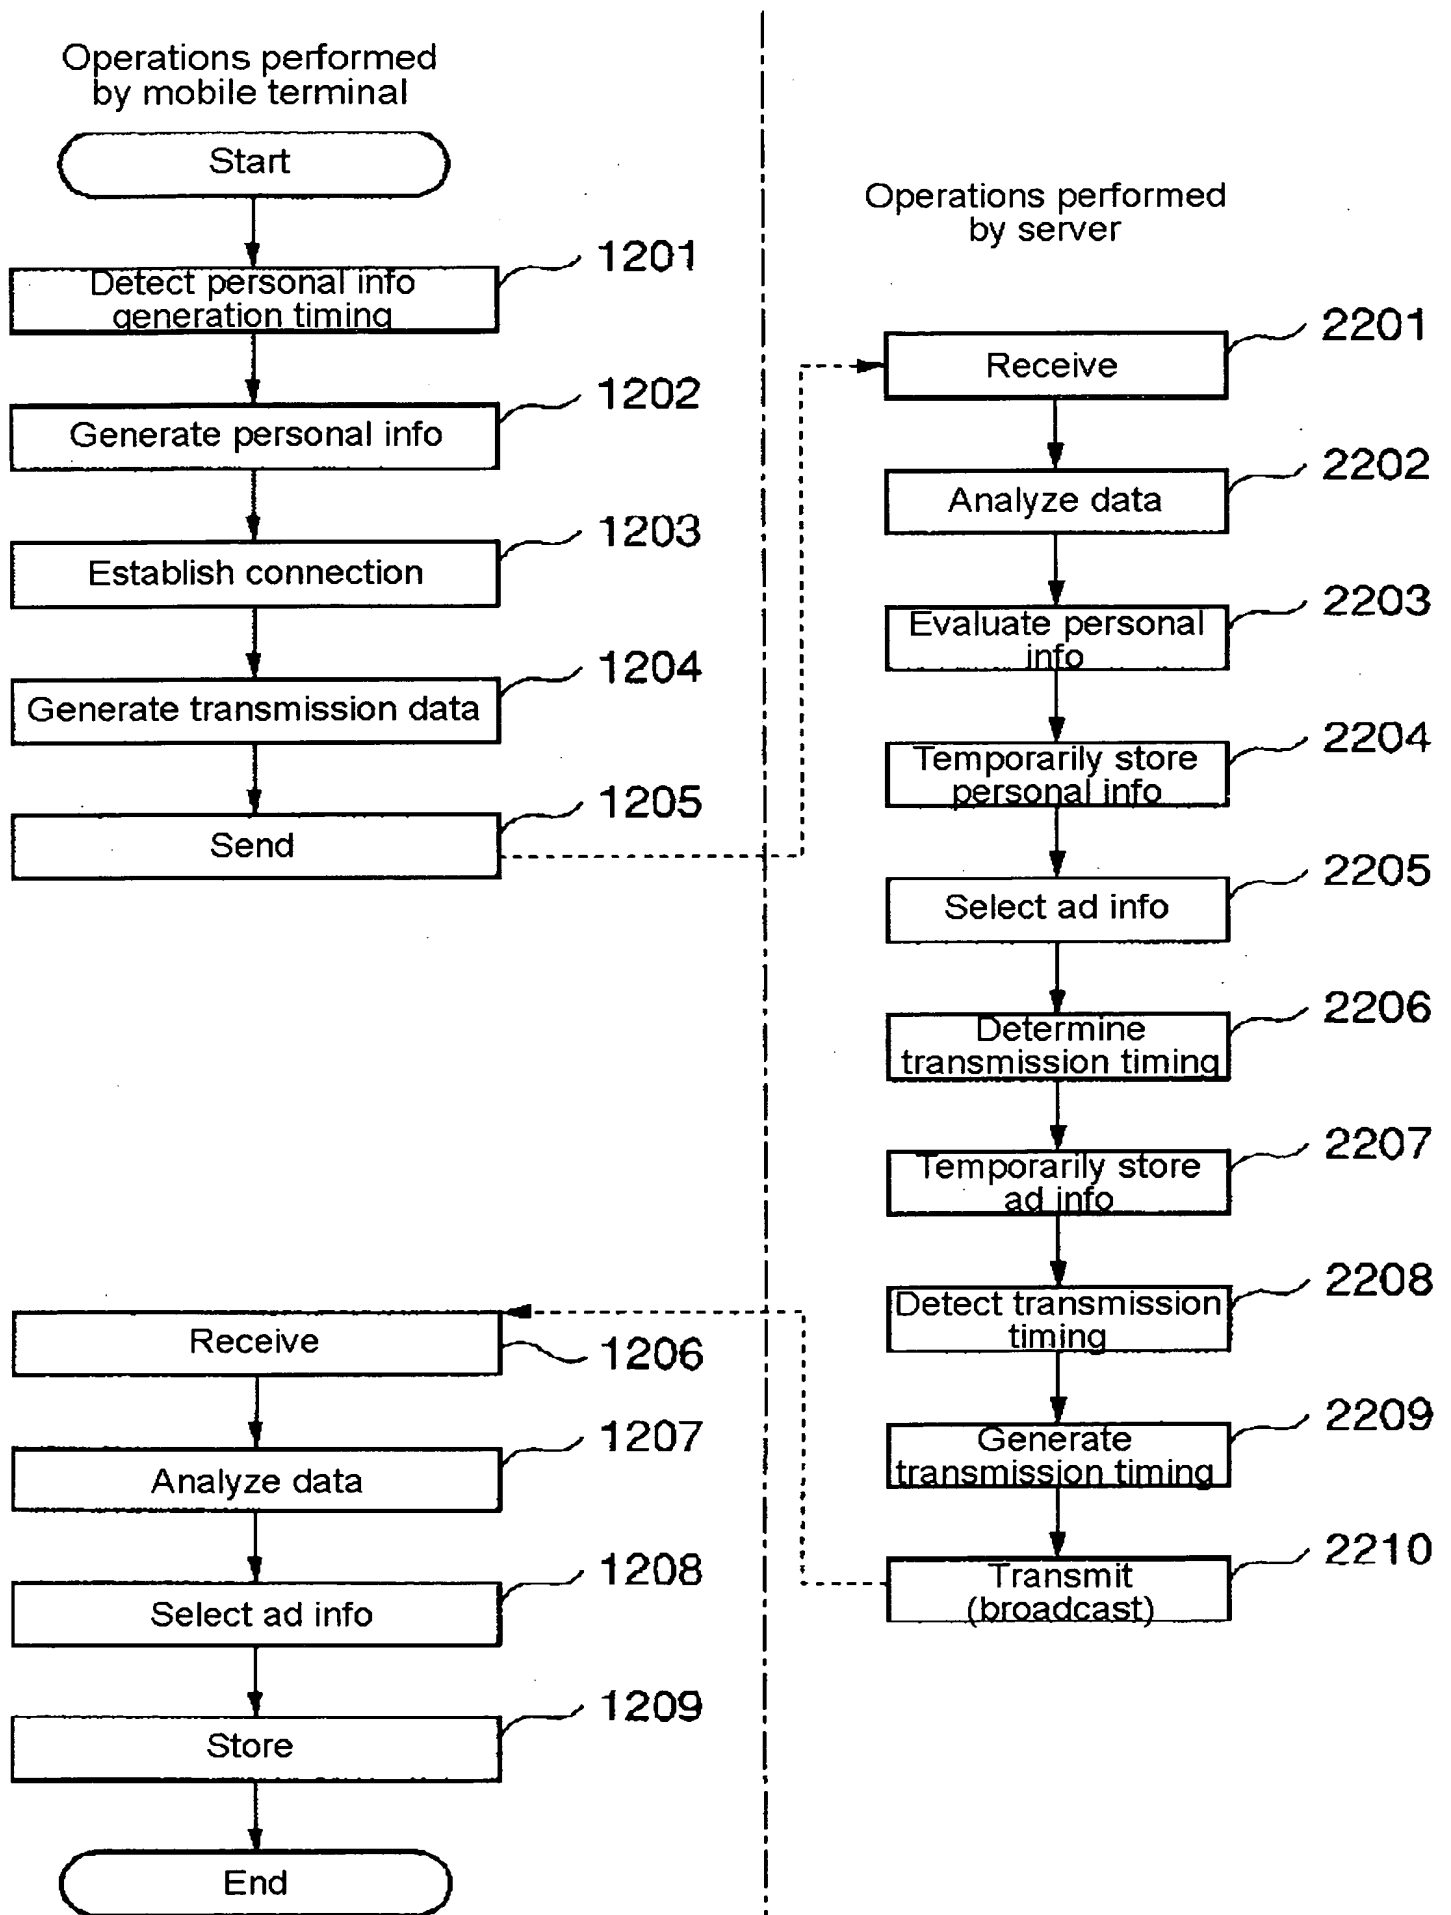 Operations performed
by mobile terminal
Start
1201
Detect personal info
generation timing
1202
Generate personal info
1203
Establish connection
1204
Generate transmission data
1205
Send
Receive
1206
1207
Analyze data
1208
Select ad info
1209
Store
End
Operations performed
by server
2201
Receive
2202
Analyze data
2203
Evaluate personal
info
2204
Temporarily store
personal info
2205
Select ad info
2206
Determine
transmission timing
2207
Temporarily store
ad info
2208
Detect transmission
timing
2209
Generate
transmission timing
2210
Transmit
(broadcast)